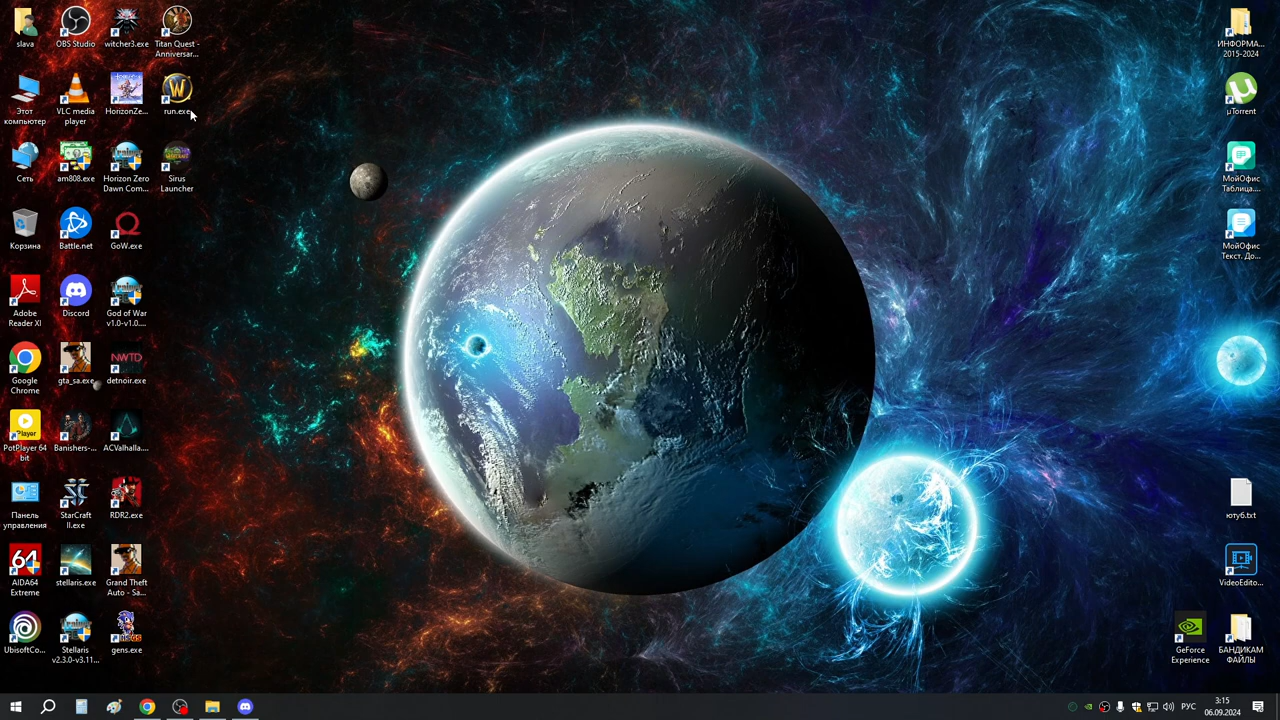 slava
OBS Studio
witcher3.exe
Titan Quest -
Anniversar...
Этот
компьютер
VLC media
player
HorizonZe...
run.exe
Сеть
am808.exe
Horizon Zero
Dawn Com...
Sirus
Launcher
Корзина
Battle.net
GoW.exe
Adobe
Reader XI
Discord
God of War
v1.0-v1.0....
Google
Chrome
gta_sa.exe
NWTD
detnoir.exe
Player
PotPlayer 64
bit
Banishers-...
ACValhalla....
Панель
управления
StarCraft
II.exe
RDR2.exe
64
AIDA64
Extreme
stellaris.exe
Grand Theft
Auto - Sa...
UbisoftCo...
Stellaris
v2.3.0-v3.11...
gens.exe
ИНФОРМА...
2015-2024
µTorrent
МойОфис
Таблица....
МойОфис
Текст. До...
ютуб.txt
VideoEdito...
GeForce
Experience
БАНДИКАМ
ФАЙЛЫ
РУС
3:15
06.09.2024